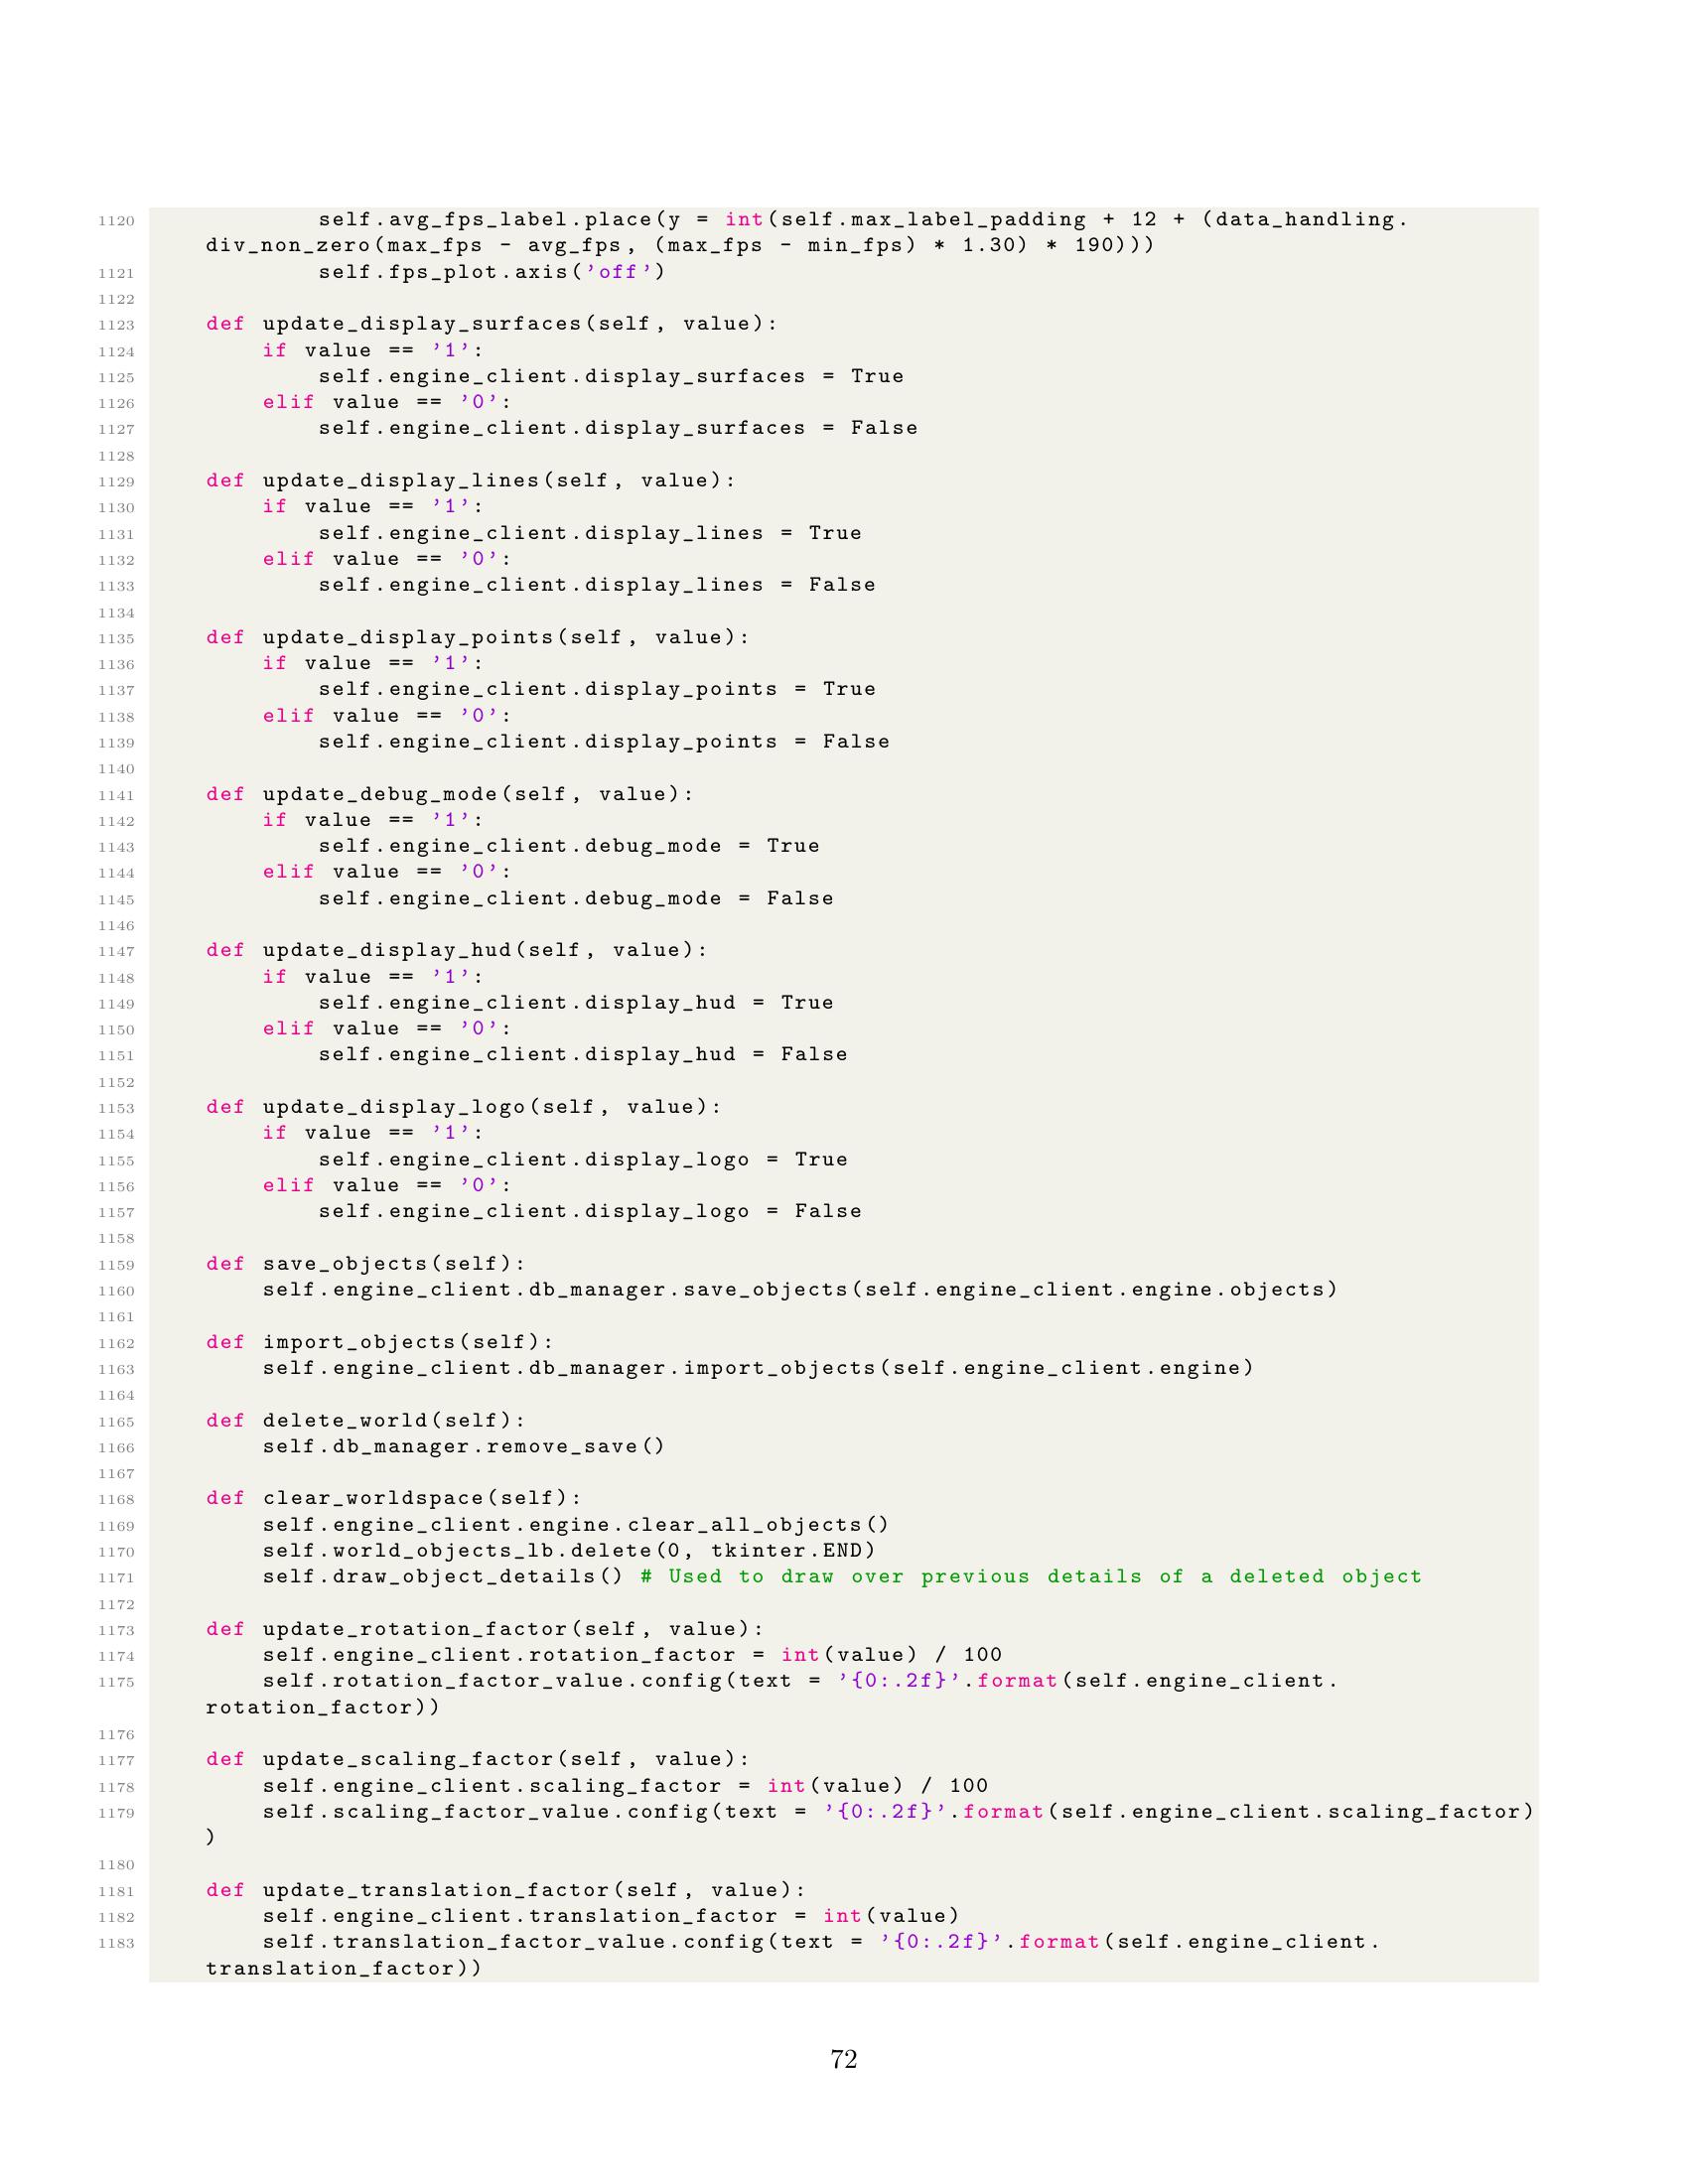 1120             self.avg_fps_label.place(y = int(self.max_label_padding + 12 + (data_handling.
     div_non_zero(max_fps - avg_fps, (max_fps - min_fps) * 1.30) * 190)))
1121             self.fps_plot.axis('off')
1122
1123     def update_display_surfaces(self, value):
1124         if value == '1':
1125             self.engine_client.display_surfaces = True
1126         elif value == '0':
1127             self.engine_client.display_surfaces = False
1128
1129     def update_display_lines(self, value):
1130         if value == '1':
1131             self.engine_client.display_lines = True
1132         elif value == '0':
1133             self.engine_client.display_lines = False
1134
1135     def update_display_points(self, value):
1136         if value == '1':
1137             self.engine_client.display_points = True
1138         elif value == '0':
1139             self.engine_client.display_points = False
1140
1141     def update_debug_mode(self, value):
1142         if value == '1':
1143             self.engine_client.debug_mode = True
1144         elif value == '0':
1145             self.engine_client.debug_mode = False
1146
1147     def update_display_hud(self, value):
1148         if value == '1':
1149             self.engine_client.display_hud = True
1150         elif value == '0':
1151             self.engine_client.display_hud = False
1152
1153     def update_display_logo(self, value):
1154         if value == '1':
1155             self.engine_client.display_logo = True
1156         elif value == '0':
1157             self.engine_client.display_logo = False
1158
1159     def save_objects(self):
1160         self.engine_client.db_manager.save_objects(self.engine_client.engine.objects)
1161
1162     def import_objects(self):
1163         self.engine_client.db_manager.import_objects(self.engine_client.engine)
1164
1165     def delete_world(self):
1166         self.db_manager.remove_save()
1167
1168     def clear_worldspace(self):
1169         self.engine_client.engine.clear_all_objects()
1170         self.world_objects_lb.delete(0, tkinter.END)
1171         self.draw_object_details() # Used to draw over previous details of a deleted object
1172
1173     def update_rotation_factor(self, value):
1174         self.engine_client.rotation_factor = int(value) / 100
1175         self.rotation_factor_value.config(text = '{0:.2f}'.format(self.engine_client.
     rotation_factor))
1176
1177     def update_scaling_factor(self, value):
1178         self.engine_client.scaling_factor = int(value) / 100
1179         self.scaling_factor_value.config(text = '{0:.2f}'.format(self.engine_client.scaling_factor)
     )
1180
1181     def update_translation_factor(self, value):
1182         self.engine_client.translation_factor = int(value)
1183         self.translation_factor_value.config(text = '{0:.2f}'.format(self.engine_client.
     translation_factor))
72